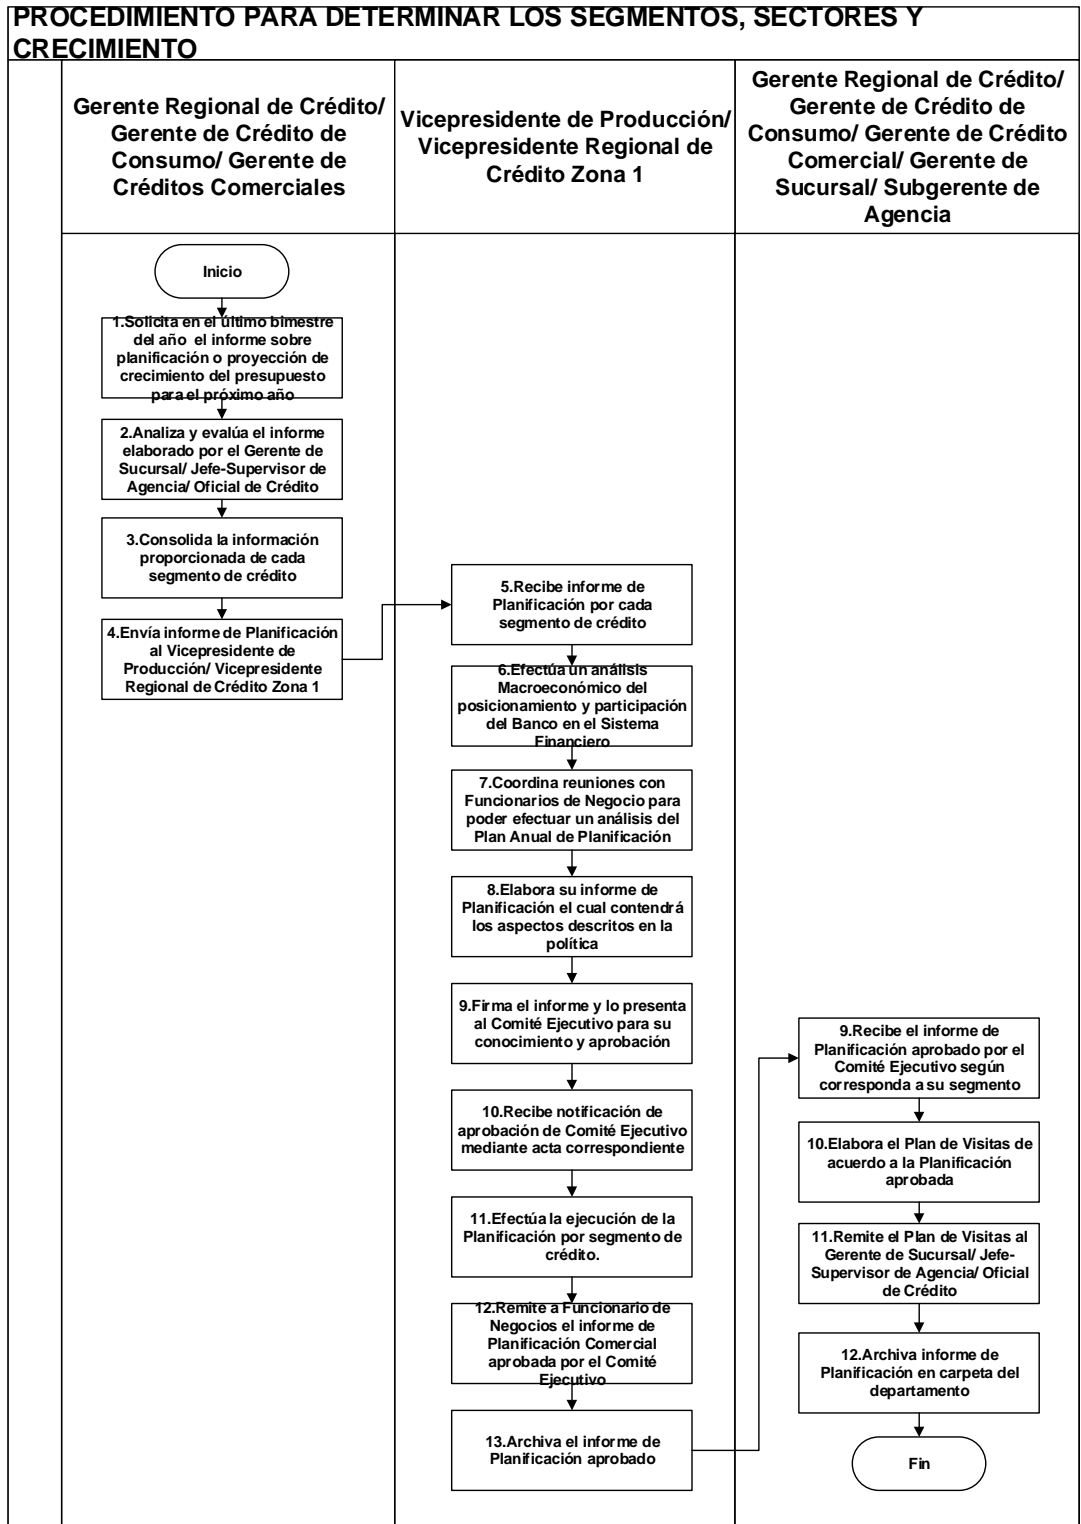 PROCEDIMIENTO PARA DETERMINAR LOS SEGMENTOS, SECTORES Y
CRECIMIENTO
Gerente Regional de Crédito/
Gerente de Crédito de
Consumo/ Gerente de
Créditos Comerciales
Vicepresidente de Producción/
Vicepresidente Regional de
Crédito Zona 1
Gerente Regional de Crédito/
Gerente de Crédito de
Consumo/ Gerente de Crédito
Comercial/ Gerente de
Sucursal/ Subgerente de
Agencia
Inicio
1.Solicita en el último bimestre
del año el informe sobre
planificación o proyección de
crecimiento del presupuesto
para el próximo año
2.Analiza y evalúa el informe
elaborado por el Gerente de
Sucursal/ Jefe-Supervisor de
Agencia/ Oficial de Crédito
3.Consolida la información
proporcionada de cada
segmento de crédito
4.Envía informe de Planificación
al Vicepresidente de
Producción/ Vicepresidente
Regional de Crédito Zona 1
5.Recibe informe de
Planificación por cada
segmento de crédito
6.Efectúa un análisis
Macroeconómico del
posicionamiento y participación
del Banco en el Sistema
Financiero
7.Coordina reuniones con
Funcionarios de Negocio para
poder efectuar un análisis del
Plan Anual de Planificación
8.Elabora su informe de
Planificación el cual contendrá
los aspectos descritos en la
política
9.Firma el informe y lo presenta
al Comité Ejecutivo para su
conocimiento y aprobación
10.Recibe notificación de
aprobación de Comité Ejecutivo
mediante acta correspondiente
11.Efectúa la ejecución de la
Planificación por segmento de
crédito.
12.Remite a Funcionario de
Negocios el informe de
Planificación Comercial
aprobada por el Comité
Ejecutivo
13.Archiva el informe de
Planificación aprobado
9.Recibe el informe de
Planificación aprobado por el
Comité Ejecutivo según
corresponda a su segmento
10.Elabora el Plan de Visitas de
acuerdo a la Planificación
aprobada
11.Remite el Plan de Visitas al
Gerente de Sucursal/ Jefe-
Supervisor de Agencia/ Oficial
de Crédito
12.Archiva informe de
Planificación en carpeta del
departamento
Fin